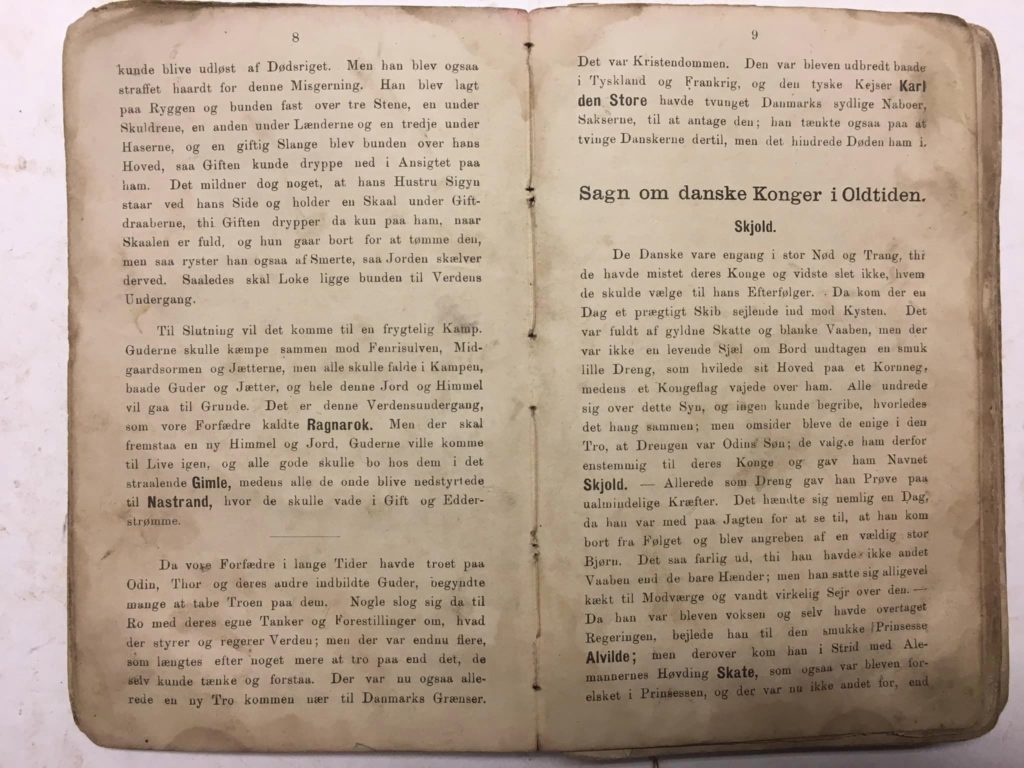 8
kunde blive udløst af Dødsriget. Men han blev ogsaa
straffet haardt for denne Misgerning. Han blev lagt
paa Ryggen og bunden fast over tre Stene, en under
Skuldrene, en anden under Lænderne og en tredje under
Haserne, og en giftig Slange blev bunden over hans
Hoved, saa Giften kunde dryppe ned i Ansigtet paa
ham. Det mildner dog noget, at hans Hustru Sigyn
staar ved hans Side og holder en Skaal under Gift-
draaberne, thi Giften drypper da kun paa ham, naar
Skaalen er fuld, og hun gaar bort for at tømme den,
men saa ryster han ogsaa af Smerte, saa Jorden skælver
derved. Saaledes skal Loke ligge bunden til Verdens
Undergang.
Til Slutning vil det komme til en frygtelig Kamp.
Guderne skulle kæmpe sammen mod Fenrisulven, Mid-
gaardsormen og Jætterne, men alle skulle falde i Kampen,
baade Guder og Jætter, og hele denne Jord og Himmel
vil gaa til Grunde. Det er denne Verdensundergang,
som vore Forfædre kaldte Ragnarok. Men der skal
fremstaa en ny Himmel og Jord, Guderne ville komme
til Live igen, og alle gode skulle bo hos dem i det
straalende Gimle, medens alle de onde blive nedstyrtede
til Nastrand, hvor de skulle vade i Gift og Edder-
strømme.
Da vore Forfædre i lange Tider havde troet paa
Odin, Thor og deres andre indbildte Guder, begyndte
mange at tabe Troen paa dem. Nogle slog sig da til
Ro med deres egne Tanker og Forestillinger om, hvad
der styrer og regerer Verden; men der var endnu flere,
som længtes efter noget mere at tro paa end det, de
selv kunde tænke og forstaa. Der var nu ogsaa alle-
rede en ny Tro kommen nær til Danmarks Grænser.
9
Det var Kristendommen. Den var bleven udbredt baade
i Tyskland og Frankrig, og den tyske Kejser Karl
den Store havde tvunget Danmarks sydlige Naboer,
Sakserne, til at antage den; han tænkte ogsaa paa at
tvinge Danskerne dertil, men det hindrede Døden ham i.
Sagn om danske Konger i Oldtiden.
Skjold.
De Danske vare engang i stor Nød og Trang, thi
de havde mistet deres Konge og vidste slet ikke, hvem
de skulde vælge til hans Efterfølger. Da kom der en
Dag et prægtigt Skib sejlende ind mod Kysten. Det
var fuldt af gyldne Skatte og blanke Vaaben, men der
var ikke en levende Sjæl om Bord undtagen en smuk
lille Dreng, som hvilede sit Hoved paa et Kornneg,
medens et Kongeflag vajede over ham. Alle undrede
sig over dette Syn, og ingen kunde begribe, hvorledes
det hang sammen; men omsider bleve de enige i den
Tro, at Drengen var Odins Søn; de valgte ham derfor
enstemmig til deres Konge og gav ham Navnet
Skjold. — Allerede som Dreng gav han Prøve paa
ualmindelige Kræfter. Det hændte sig nemlig en Dag,
da han var med paa Jagten for at se til, at han kom
bort fra Følget og blev angreben af en vældig stor
Bjørn. Det saa farlig ud, thi han havde ikke andet
Vaaben end de bare Hænder; men han satte sig alligevel
kækt til Modværge og vandt virkelig Sejr over den. —
Da han var bleven voksen og selv havde overtaget
Regeringen, bejlede han til den smukke Prinsesse
Alvilde; men derover kom han i Strid med Ale-
mannernes Høvding Skate, som ogsaa var bleven for-
elsket i Prinsessen, og der var nu ikke andet for, end